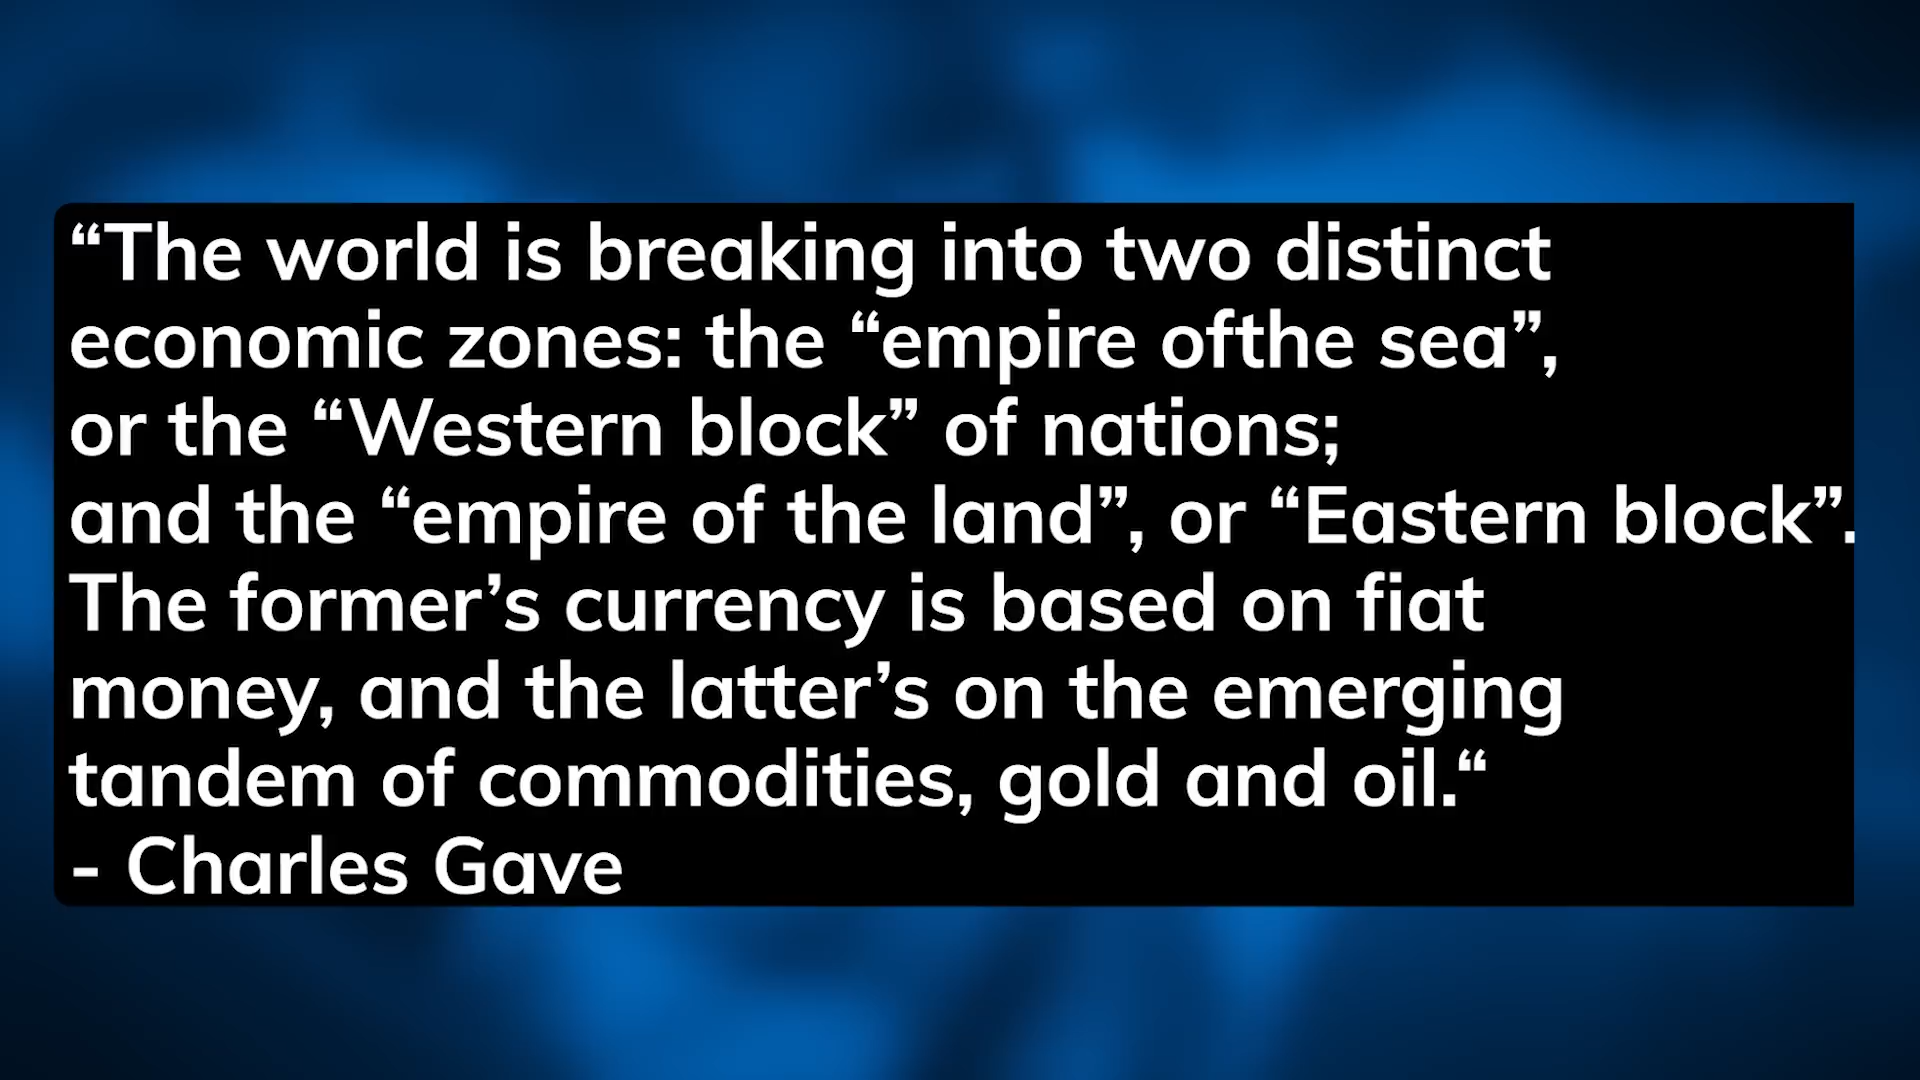 “The world is breaking into two distinct
economic zones: the “empire ofthe sea”,
or the “Western block” of nations;
and the “empire of the land”, or “Eastern block”.
The former’s currency is based on fiat
money, and the latter’s on the emerging
tandem of commodities, gold and oil.“
- Charles Gave